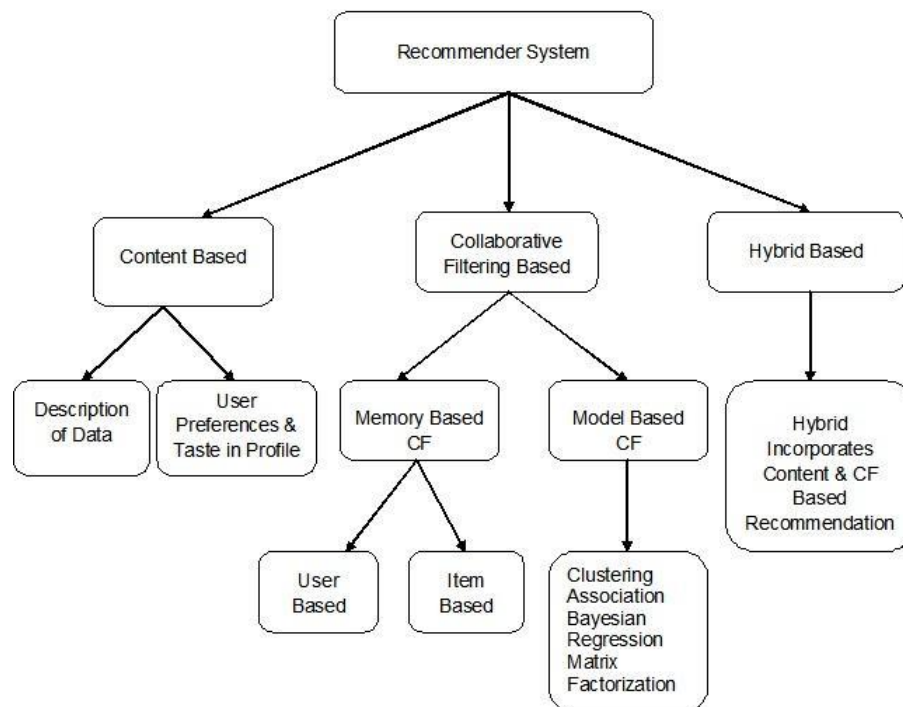 Recommender System
Content Based
Collaborative
Filtering Based
Hybrid Based
Description
of Data
User
Preferences &
Taste in Profile
Memory Based
CF
Model Based
CF
Hybrid
Incorporates
Content & CF
Based
Recommendation
User
Based
Item
Based
Clustering
Association
Bayesian
Regression
Matrix
Factorization